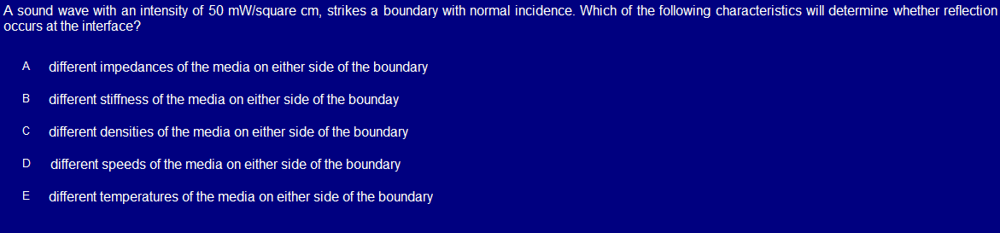 A sound wave with an intensity of 50 mW/square cm, strikes a boundary with normal incidence. Which of the following characteristics will determine whether reflection
occurs at the interface?
A different impedances of the media on either side of the boundary
B different stiffness of the media on either side of the bounday
C different densities of the media on either side of the boundary
D different speeds of the media on either side of the boundary
E different temperatures of the media on either side of the boundary